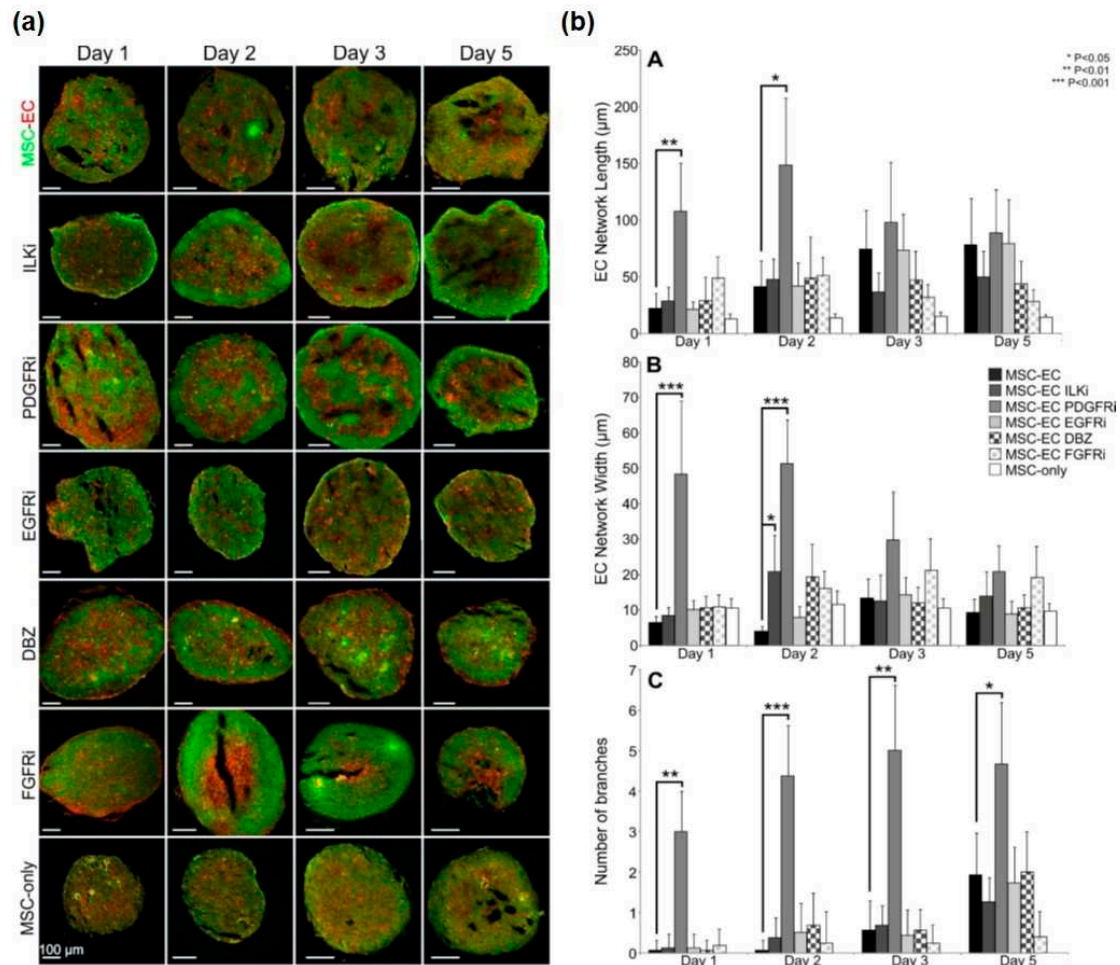 (a)
Day 1 Day 2 Day 3 Day 5
MSC-EC
ILKi
PDGFRi
EGFRi
DBZ
FGFRi
MSC-only
100 µm
(b)
A
* P<0.05
** P<0.01
*** P<0.001
EC Network Length (µm)
250
200
150
100
50
0
**
*
Day 1 Day 2 Day 3 Day 5
B
EC Network Width (µm)
80
70
60
50
40
30
20
10
0
***
***
*
MSC-EC
MSC-EC ILKi
MSC-EC PDGFRi
MSC-EC EGFRi
MSC-EC DBZ
MSC-EC FGFRi
MSC-only
Day 1 Day 2 Day 3 Day 5
C
Number of branches
7
6
5
4
3
2
1
0
**
***
**
*
Day 1 Day 2 Day 3 Day 5